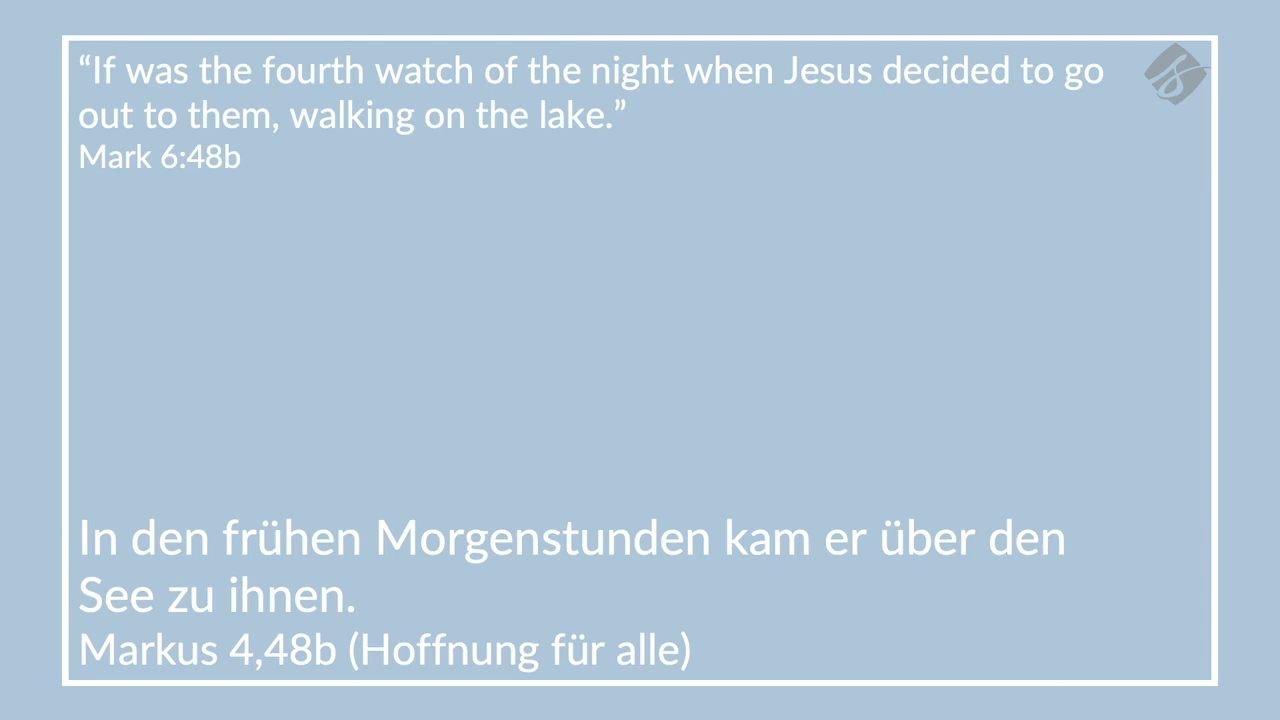 “If was the fourth watch of the night when Jesus decided to go
out to them, walking on the lake.”
Mark 6:48b
In den frühen Morgenstunden kam er über den
See zu ihnen.
Markus 4,48b (Hoffnung für alle)